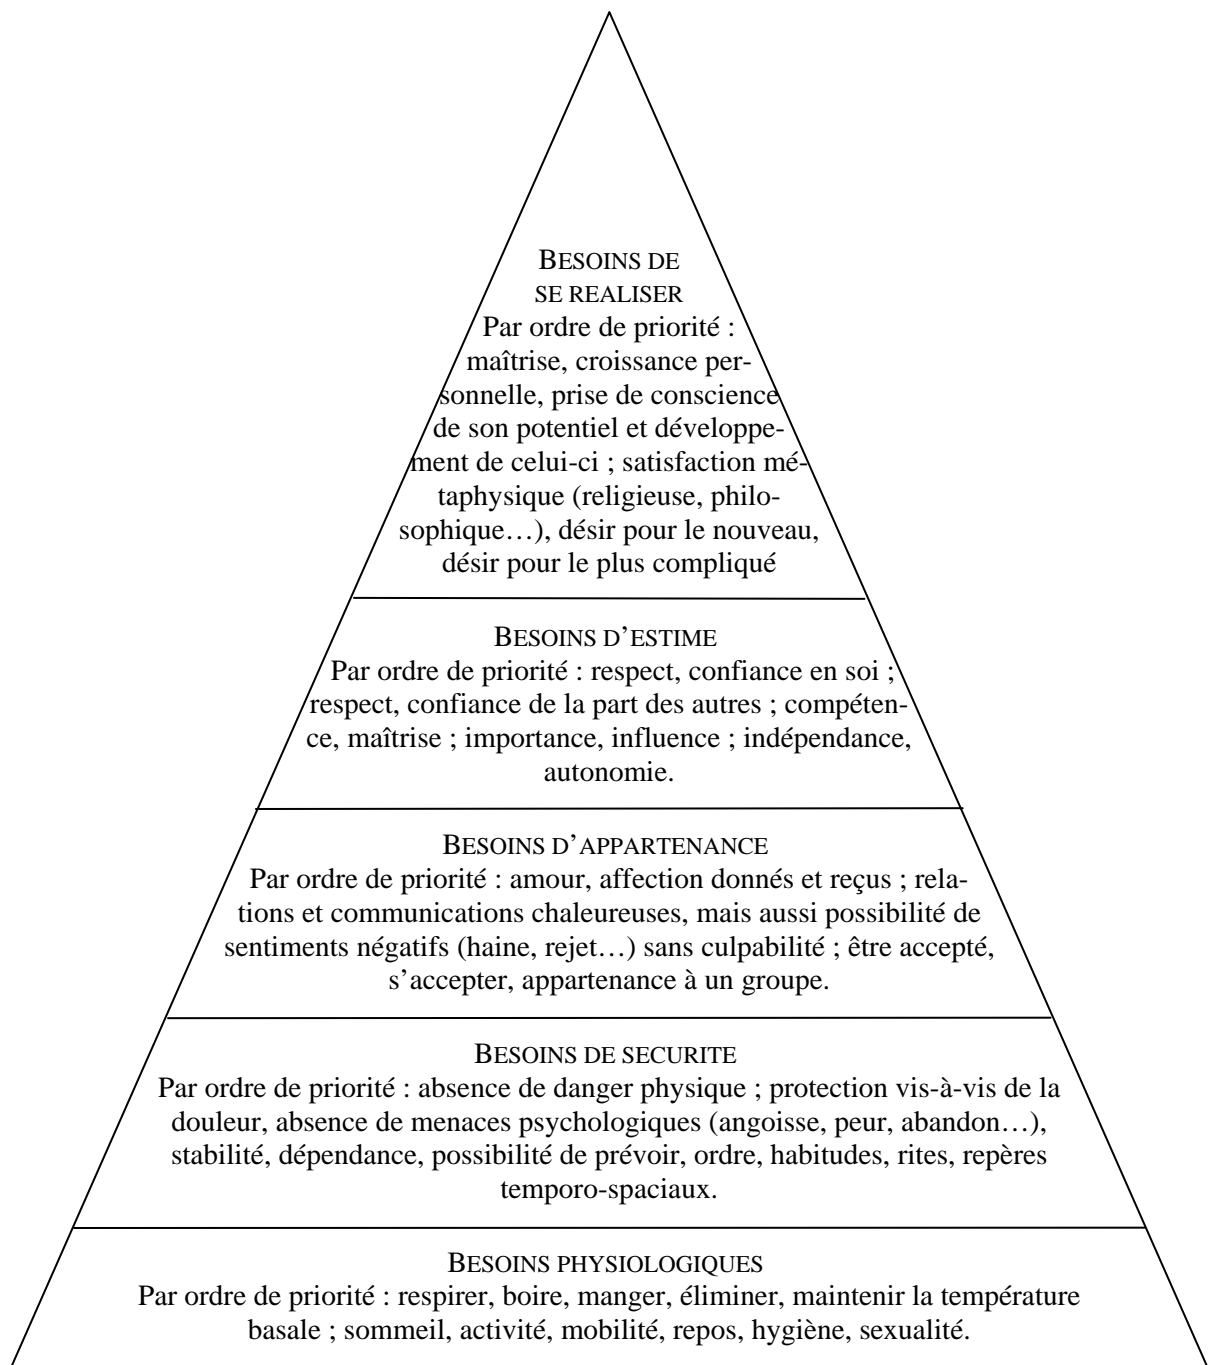 BESOINS DE
SE REALISER
Par ordre de priorité :
maîtrise, croissance per-
sonnelle, prise de conscience
de son potentiel et développe-
ment de celui-ci ; satisfaction mé-
taphysique (religieuse, philo-
sophique…), désir pour le nouveau,
désir pour le plus compliqué
BESOINS D’ESTIME
Par ordre de priorité : respect, confiance en soi ;
respect, confiance de la part des autres ; compéten-
ce, maîtrise ; importance, influence ; indépendance,
autonomie.
BESOINS D’APPARTENANCE
Par ordre de priorité : amour, affection donnés et reçus ; rela-
tions et communications chaleureuses, mais aussi possibilité de
sentiments négatifs (haine, rejet…) sans culpabilité ; être accepté,
s’accepter, appartenance à un groupe.
BESOINS DE SECURITE
Par ordre de priorité : absence de danger physique ; protection vis-à-vis de la
douleur, absence de menaces psychologiques (angoisse, peur, abandon…),
stabilité, dépendance, possibilité de prévoir, ordre, habitudes, rites, repères
temporo-spaciaux.
BESOINS PHYSIOLOGIQUES
Par ordre de priorité : respirer, boire, manger, éliminer, maintenir la température
basale ; sommeil, activité, mobilité, repos, hygiène, sexualité.